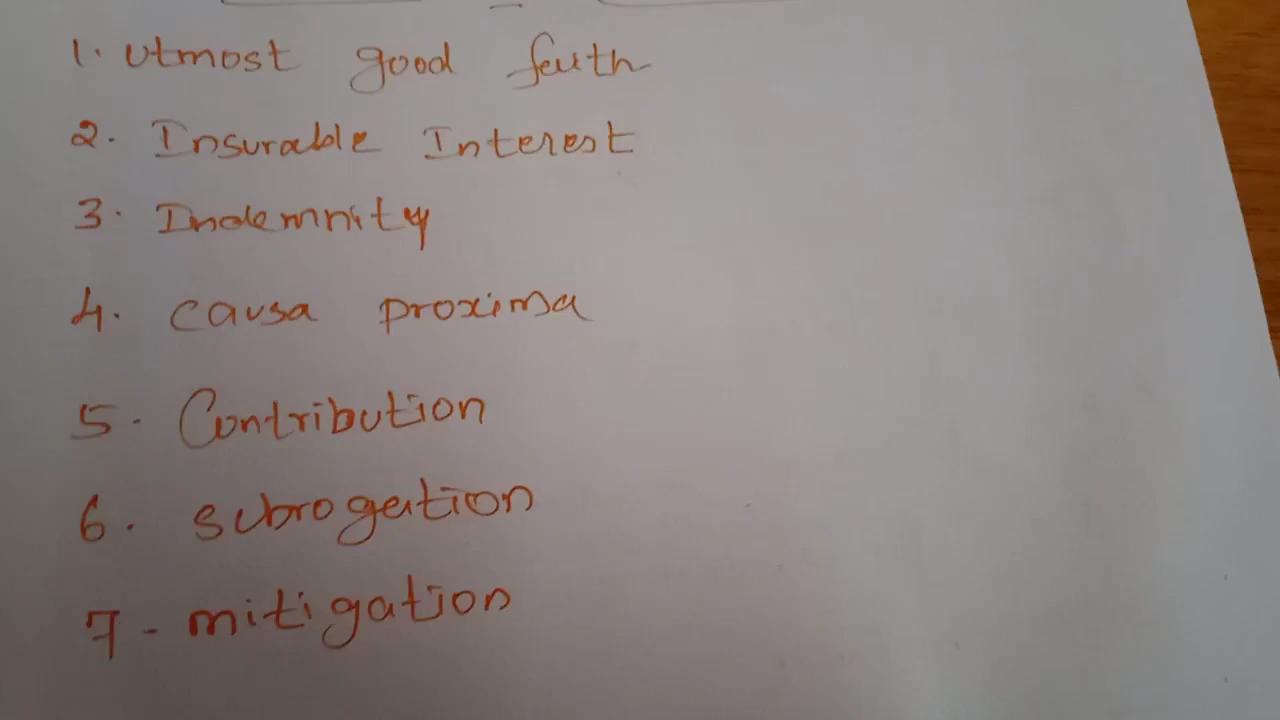 1. Utmost good faith
2. Insurable Interest
3. Indemnity
4. Causa proxima
5. Contribution
6. Subrogation
7. mitigation